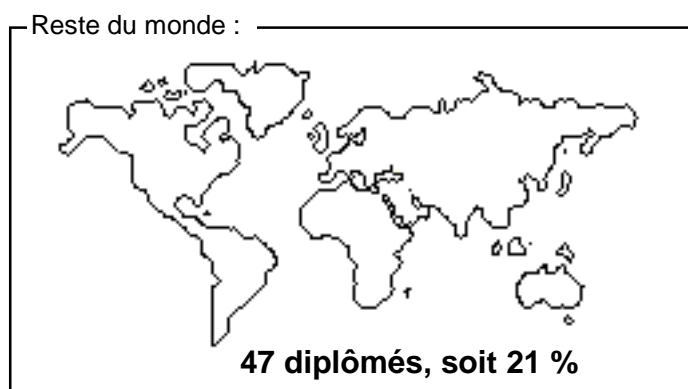 Reste du monde :
47 diplômés, soit 21 %